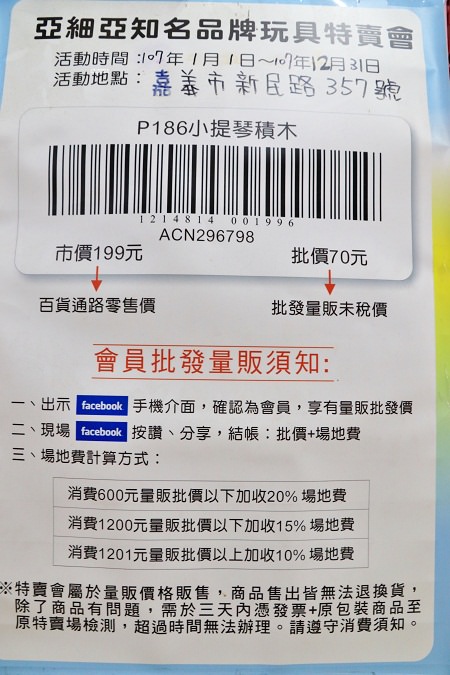 亞細亞知名品牌玩具特賣會
活動時間:107年1月1日~107年12月31日
活動地點:嘉義市新民路357號
P186小提琴積木
1214814 001996
ACN296798
市價199元 批價70元
百貨通路零售價 批發量販未稅價
會員批發量販須知:
一、出示 facebook 手機介面,確認為會員,享有量販批發價
二、現場 facebook 按讚、分享,結帳:批價+場地費
三、場地費計算方式:
消費600元量販批價以下加收20% 場地費
消費1200元量販批價以下加收15% 場地費
消費1201元量販批價以上加收10% 場地費
※特賣會屬於量販價格販售,商品售出皆無法退換貨,
除了商品有問題,需於三天內憑發票+原包裝商品至
原特賣場檢測,超過時間無法辦理。請遵守消費須知。